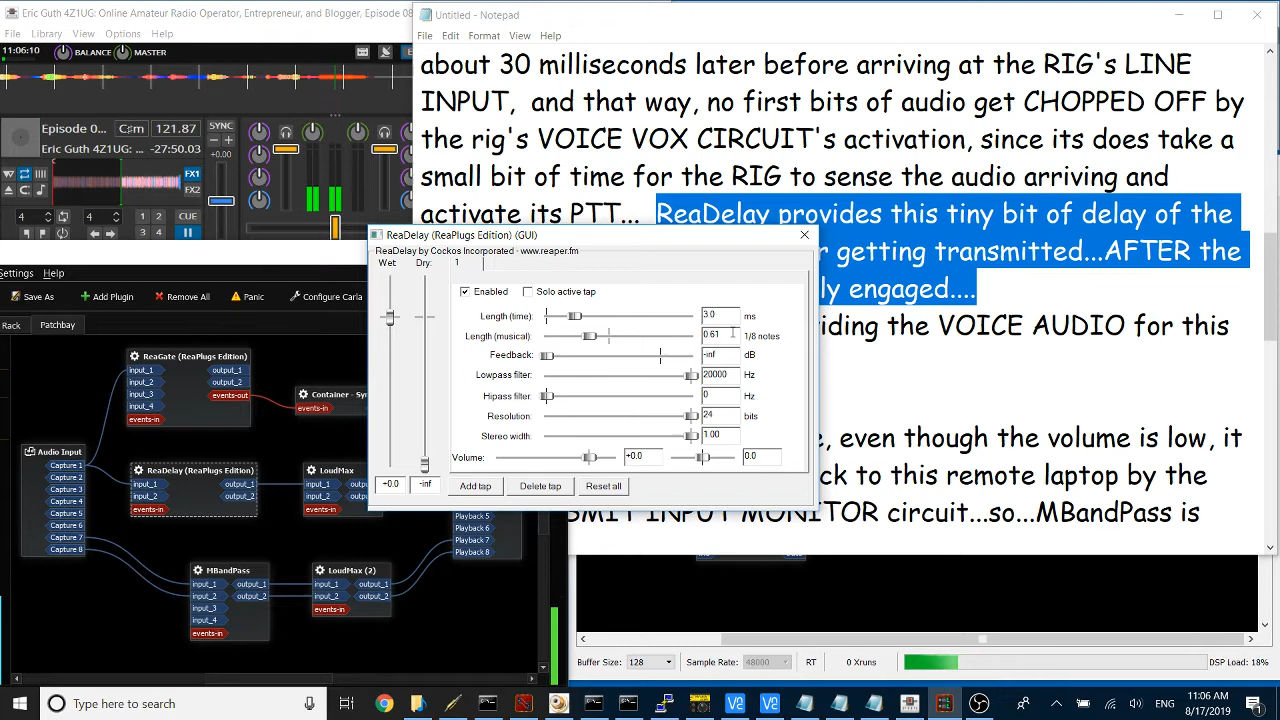 Eric Guth 4Z1UG: Online Amateur Radio Operator, Entrepreneur, and Blogger, Episode 08
File Library View Options Help
11:06:10 BALANCE MASTER
Episode 0... C♯m 121.87
Eric Guth 4Z1UG: ... -27:50.03
SYNC
+0.00
FX1
FX2
4 4 1 2 CUE
3 4
Untitled - Notepad
File Edit Format View Help
about 30 milliseconds later before arriving at the RIG's LINE
INPUT, and that way, no first bits of audio get CHOPPED OFF by
the rig's VOICE VOX CIRCUIT's activation, since its does take a
small bit of time for the RIG to sense the audio arriving and
activate its PTT... ReaDelay provides this tiny bit of delay of the
r getting transmitted...AFTER the
ly engaged....
iding the VOICE AUDIO for this
e, even though the volume is low, it
ck to this remote laptop by the
SMIT INPUT MONITOR circuit...so...MBandPass is
ReaDelay (ReaPlugs Edition) (GUI)
ReaDelay by Cockos Incorporated - www.reaper.fm
Wet: Dry: 1
Enabled Solo active tap
Length (time): 3.0 ms
Length (musical): 0.61 1/8 notes
Feedback: -inf dB
Lowpass filter: 20000 Hz
Hipass filter: 0 Hz
Resolution: 24 bits
Stereo width: 1.00
Volume: +0.0 0.0
+0.0 -inf Add tap Delete tap Reset all
Settings Help
Save As Add Plugin Remove All Panic Configure Carla
Rack Patchbay
ReaGate (ReaPlugs Edition)
input_1 output_1
input_2 output_2
input_3 events-out
input_4
events-in
Container - Syn
events-in
Audio Input
Capture 1
Capture 2
Capture 3
Capture 4
Capture 5
Capture 6
Capture 7
Capture 8
ReaDelay (ReaPlugs Edition)
input_1 output_1
input_2 output_2
events-in
LoudMax
input_1
input_2
events-in
Playback 5
Playback 6
Playback 7
Playback 8
MBandPass
input_1 output_1
input_2 output_2
input_3
input_4
events-in
LoudMax (2)
input_1 output_1
input_2 output_2
events-in
Buffer Size: 128 Sample Rate: 48000 RT 0 Xruns DSP Load: 18%
Type here to search
ENG
11:06 AM
8/17/2019